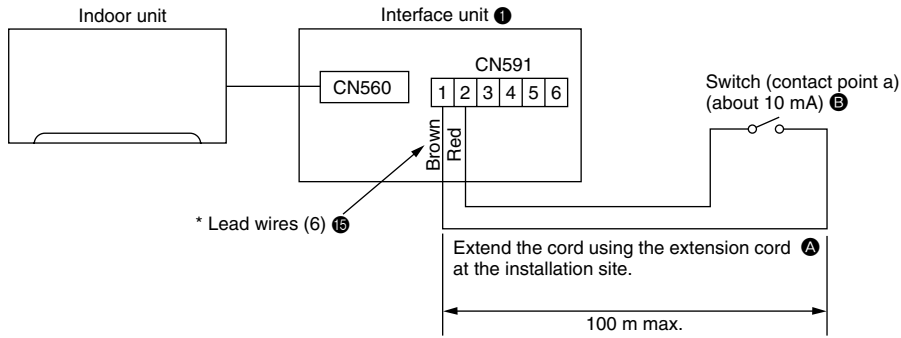 Indoor unit
Interface unit ❶
CN560
CN591
1 2 3 4 5 6
Brown
Red
Switch (contact point a)
(about 10 mA) 🅑
* Lead wires (6) ⓯
Extend the cord using the extension cord 🅐
at the installation site.
100 m max.